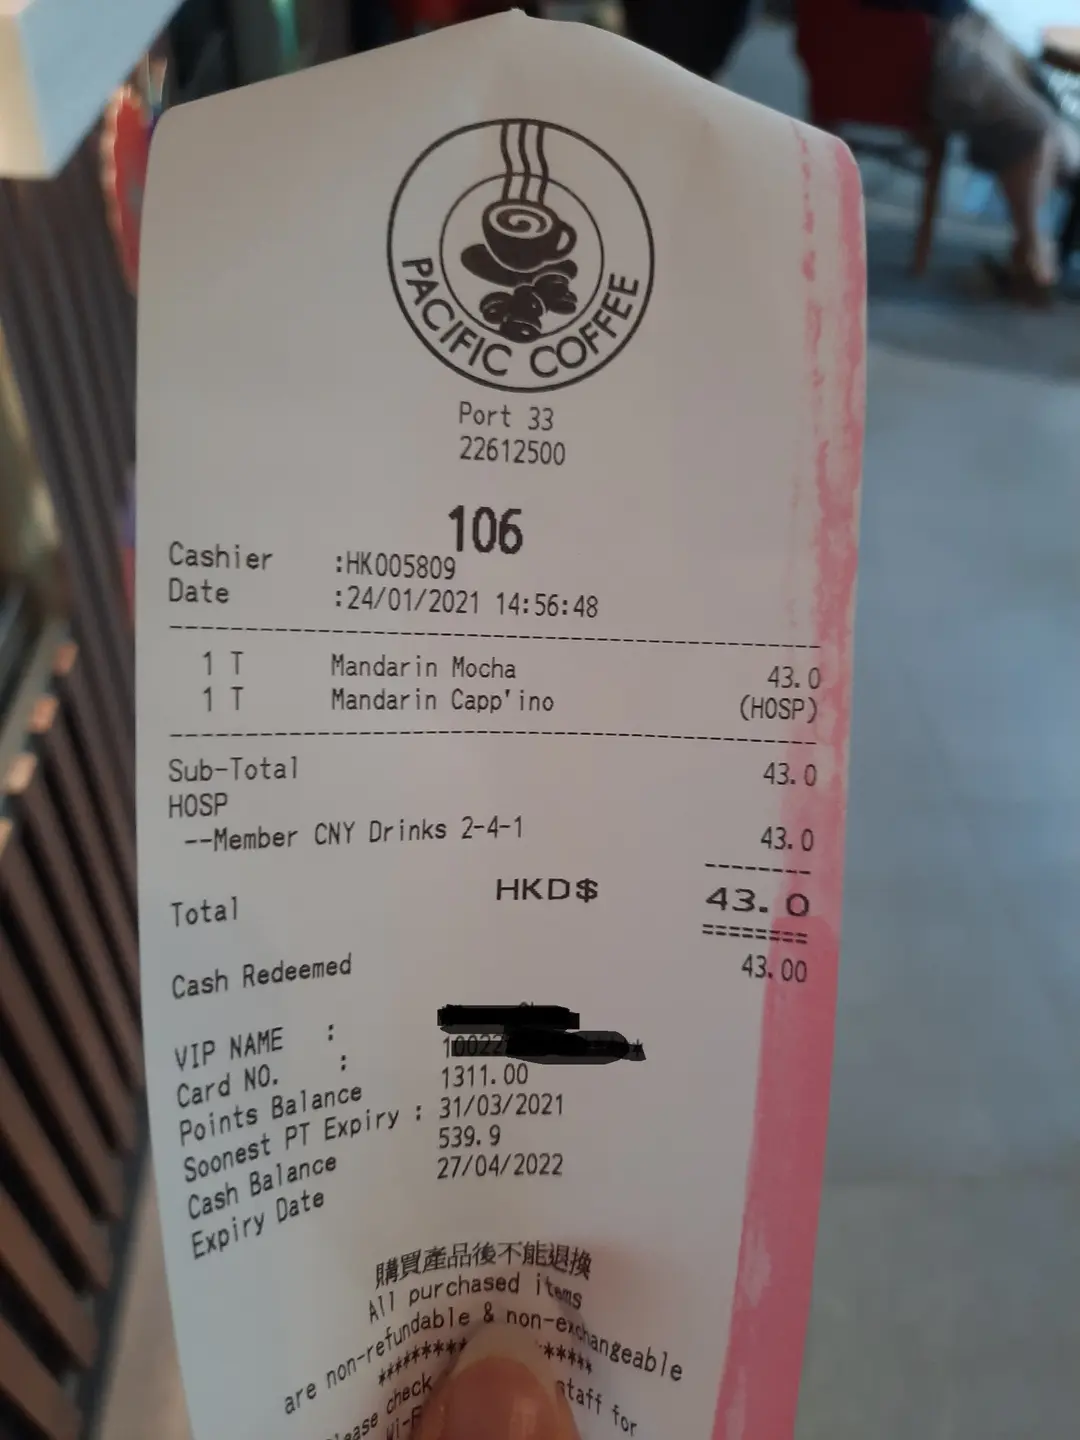 PACIFIC COFFEE
Port 33
22612500
106
Cashier :HK005809
Date :24/01/2021 14:56:48
1 T Mandarin Mocha 43.0
1 T Mandarin Capp'ino (HOSP)
Sub-Total 43.0
HOSP
--Member CNY Drinks 2-4-1 43.0
Total HKD$ 43.0
Cash Redeemed 43.00
VIP NAME :
Card NO. : 10022
Points Balance 1311.00
Soonest PT Expiry : 31/03/2021
Cash Balance 539.9
Expiry Date 27/04/2022
購買產品後不能退換
All purchased items
are non-refundable & non-exchangeable
check staff for